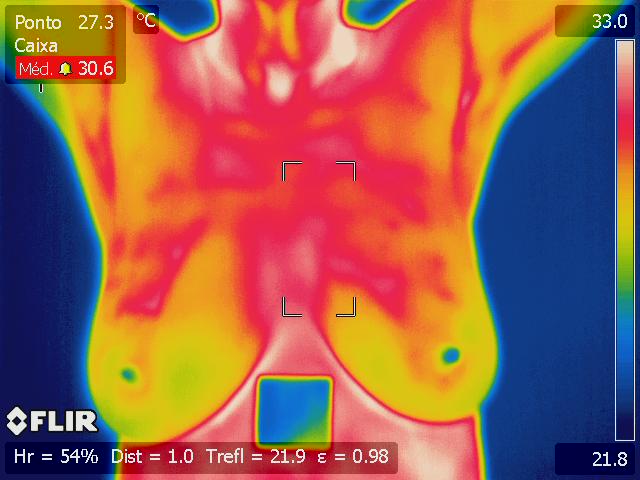 Ponto 27.3 °C
Caixa
Méd. 30.6
33.0
FLIR
Hr = 54% Dist = 1.0 Trefl = 21.9 ε = 0.98
21.8